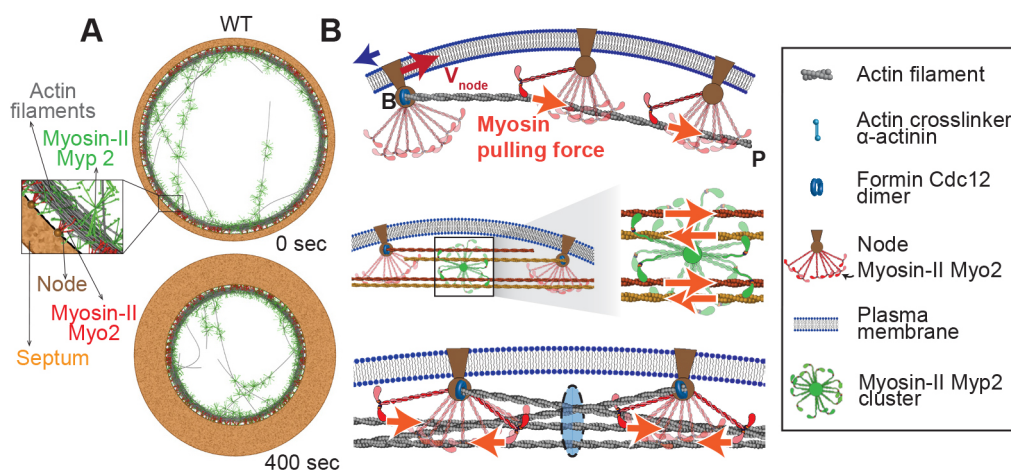 A
WT
Actin
filaments
Myosin-II
Myp 2
0 sec
Node
Myosin-II
Myo2
Septum
400 sec
B
V node
B
Myosin
pulling force
P
Actin filament
Actin crosslinker
α-actinin
Formin Cdc12
dimer
Node
Myosin-II Myo2
Plasma
membrane
Myosin-II Myp2
cluster